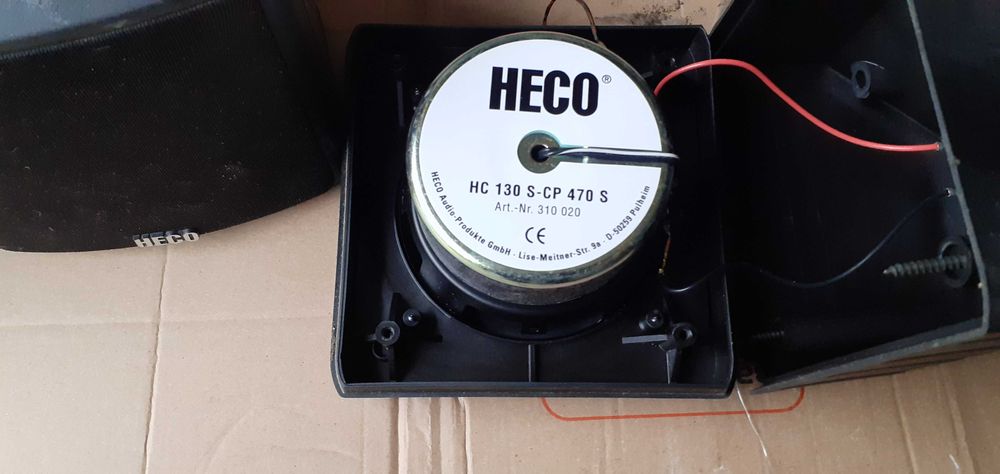 HECO®
HC 130 S-CP 470 S
Art.-Nr. 310 020
CE
HECO Audio-Produkte GmbH · Lise-Meitner-Str. 9a · D-50259 Pulheim
HECO